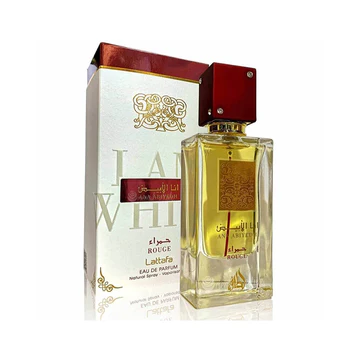 I AM
WHI
أنا الأبيض
ANA ABIYEDH
حمراء
ROUGE
Lattafa
EAU DE PARFUM
Natural Spray - Vaporisateur
أنا الأبيض
ANA ABIYEDH
حمراء
ROUGE